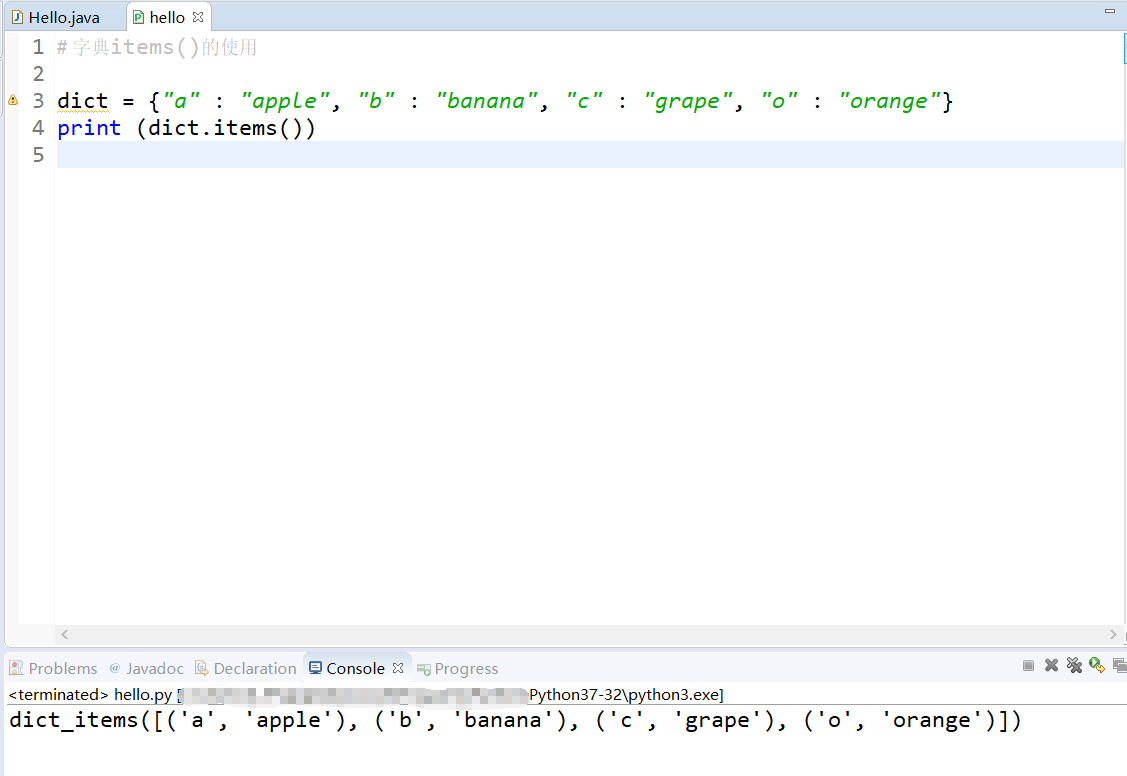 Hello.java hello
1 #字典items()的使用
2
3 dict = {"a" : "apple", "b" : "banana", "c" : "grape", "o" : "orange"}
4 print (dict.items())
5
Problems @ Javadoc Declaration Console Progress
<terminated> hello.py [ Python37-32\python3.exe]
dict_items([('a', 'apple'), ('b', 'banana'), ('c', 'grape'), ('o', 'orange')])